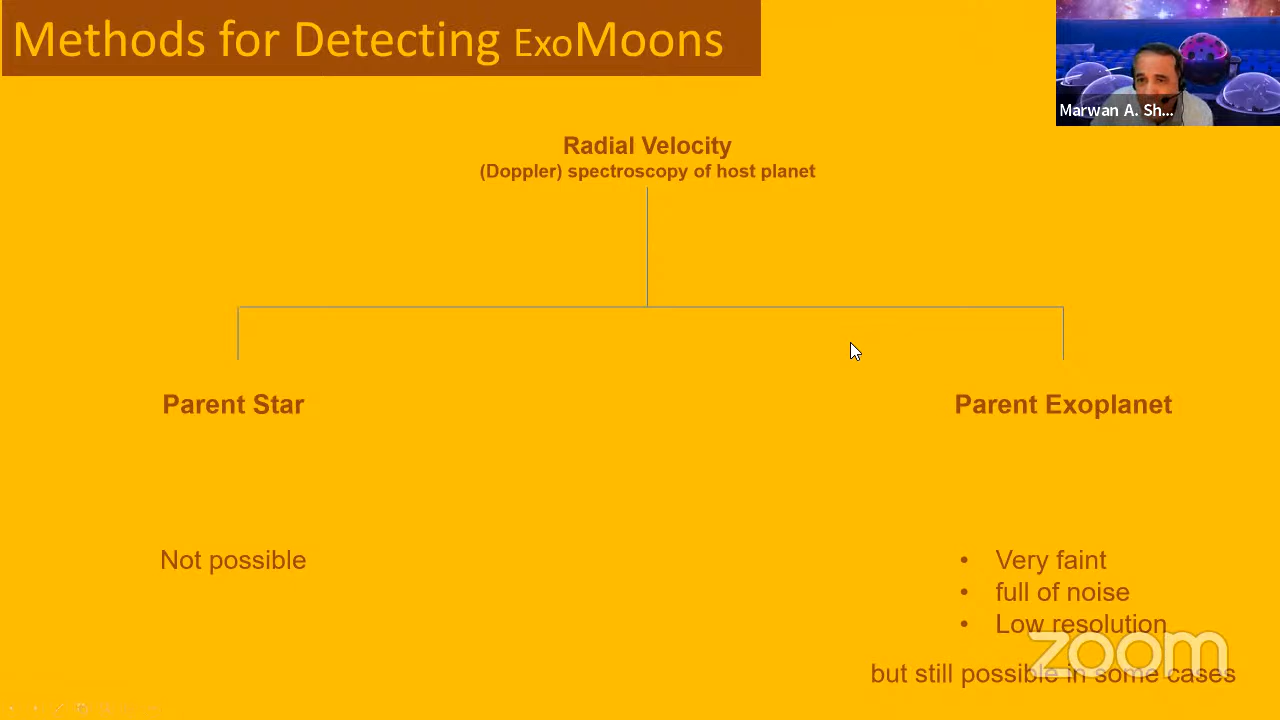 Methods for Detecting ExoMoons
Marwan A. Sh...
Radial Velocity
(Doppler) spectroscopy of host planet
Parent Star
Parent Exoplanet
Not possible
• Very faint
• full of noise
• Low resolution
zoom
but still possible in some cases